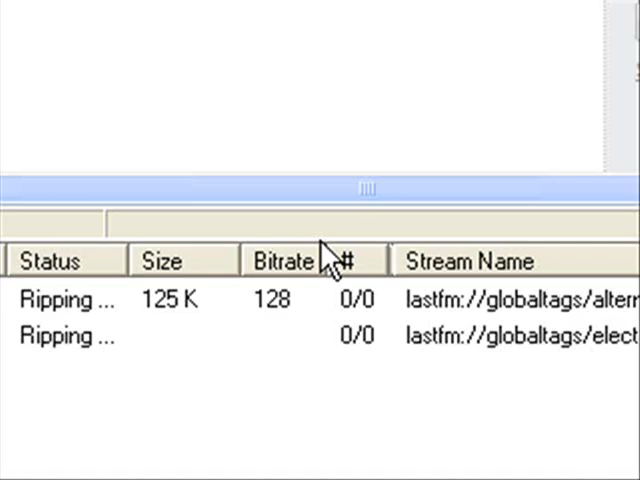 Status Size Bitrate # Stream Name
Ripping ... 125 K 128 0/0 lastfm://globaltags/altern
Ripping ... 0/0 lastfm://globaltags/elect